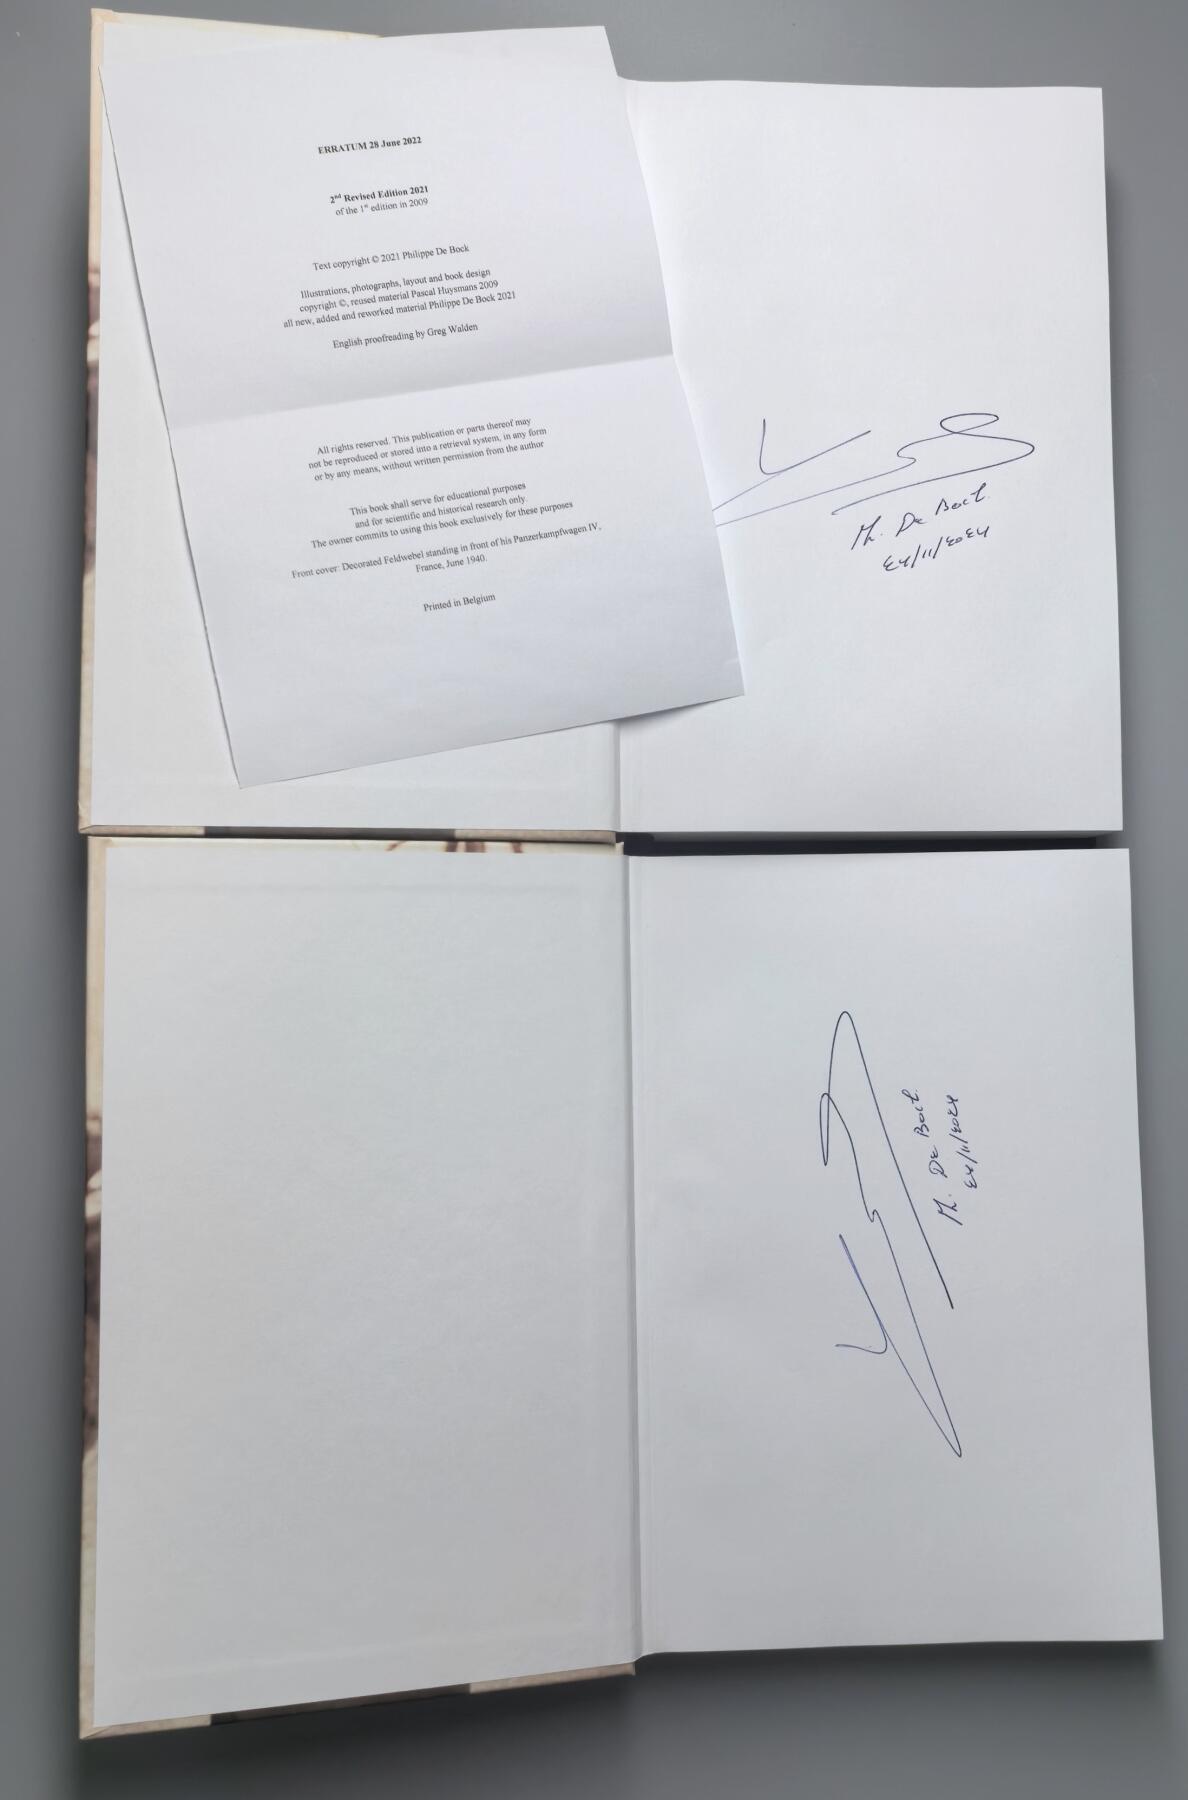 ERRATUM 28 June 2022
2nd Revised Edition 2021
of the 1st edition in 2009
Text copyright © 2021 Philippe De Bock
Illustrations, photographs, layout and book design
copyright ©, reused material Pascal Huysmans 2009
all new, added and reworked material Philippe De Bock 2021
English proofreading by Greg Walden
All rights reserved. This publication or parts thereof may
not be reproduced or stored into a retrieval system, in any form
or by any means, without written permission from the author
This book shall serve for educational purposes
and for scientific and historical research only.
The owner commits to using this book exclusively for these purposes
Front cover: Decorated Feldwebel standing in front of his Panzerkampfwagen IV,
France, June 1940.
Printed in Belgium
Ph. De Bock.
24/11/2024
Ph. De Bock.
24/11/2024